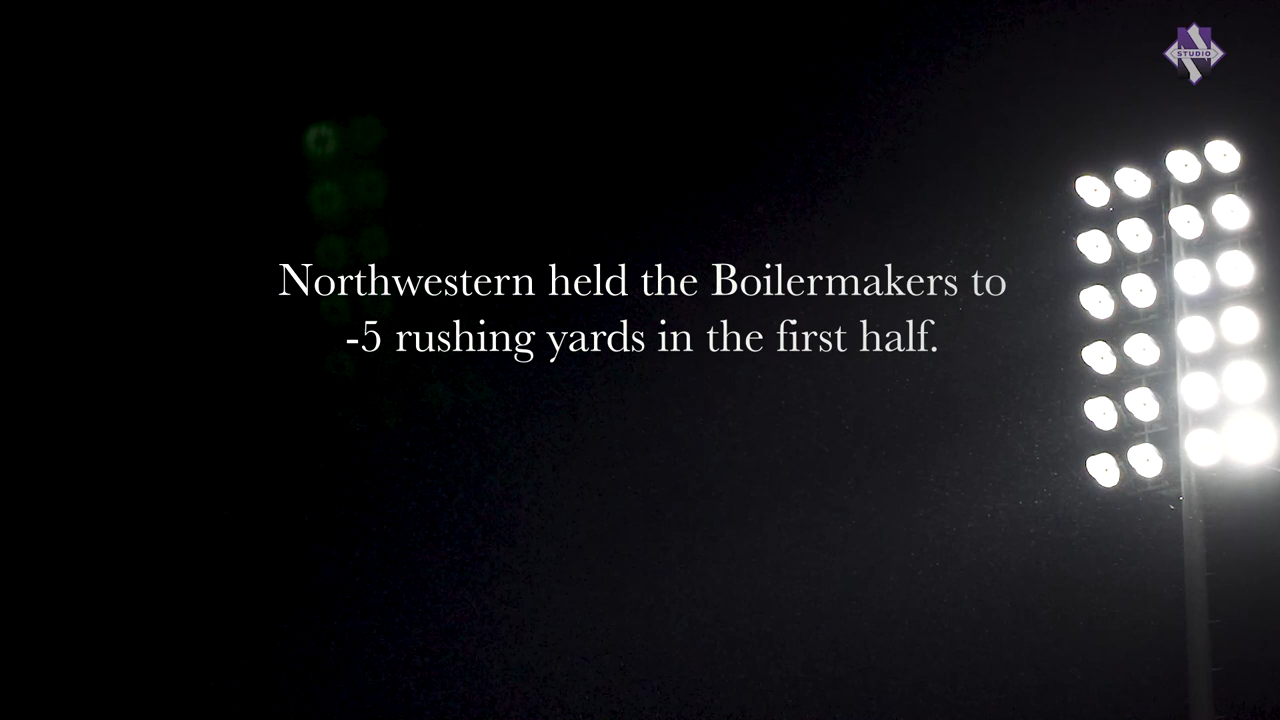 STUDIO
Northwestern held the Boilermakers to
-5 rushing yards in the first half.